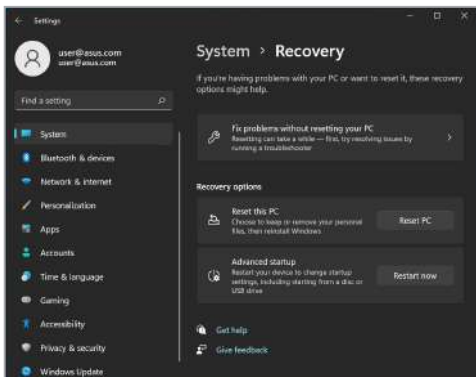 Settings
user@asus.com
user@asus.com
Find a setting
System
Bluetooth & devices
Network & internet
Personalization
Apps
Accounts
Time & language
Gaming
Accessibility
Privacy & security
Windows Update
System > Recovery
If you're having problems with your PC or want to reset it, these recovery
options might help.
Fix problems without resetting your PC
Resetting can take a while — first, try resolving issues by
running a troubleshooter
Recovery options
Reset this PC
Choose to keep or remove your personal
files, then reinstall Windows
Reset PC
Advanced startup
Restart your device to change startup
settings, including starting from a disc or
USB drive
Restart now
Get help
Give feedback